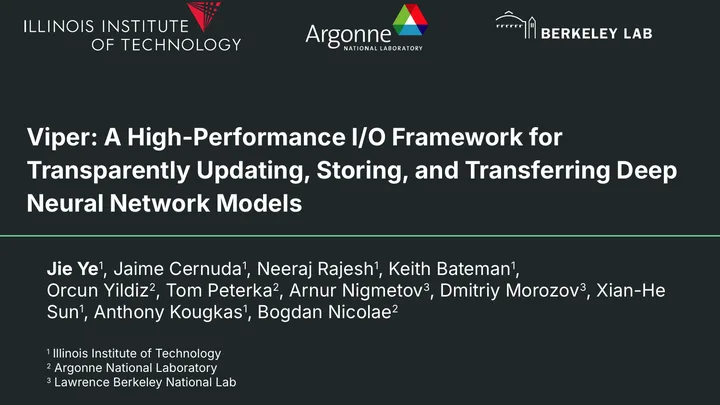 ILLINOIS INSTITUTE
OF TECHNOLOGY
Argonne
NATIONAL LABORATORY
BERKELEY LAB
Viper: A High-Performance I/O Framework for
Transparently Updating, Storing, and Transferring Deep
Neural Network Models
Jie Ye¹, Jaime Cernuda¹, Neeraj Rajesh¹, Keith Bateman¹,
Orcun Yildiz², Tom Peterka², Arnur Nigmetov³, Dmitriy Morozov³, Xian-He
Sun¹, Anthony Kougkas¹, Bogdan Nicolae²
¹ Illinois Institute of Technology
² Argonne National Laboratory
³ Lawrence Berkeley National Lab